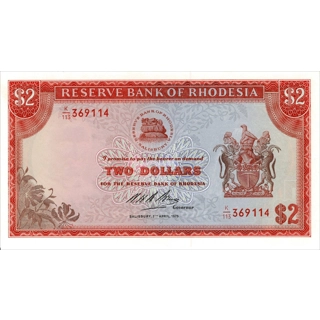 RESERVE BANK OF RHODESIA
$2
$2
369114
I promise to pay the bearer on demand
TWO DOLLARS
FOR THE RESERVE BANK OF RHODESIA
Governor
SALISBURY,
369114
$2